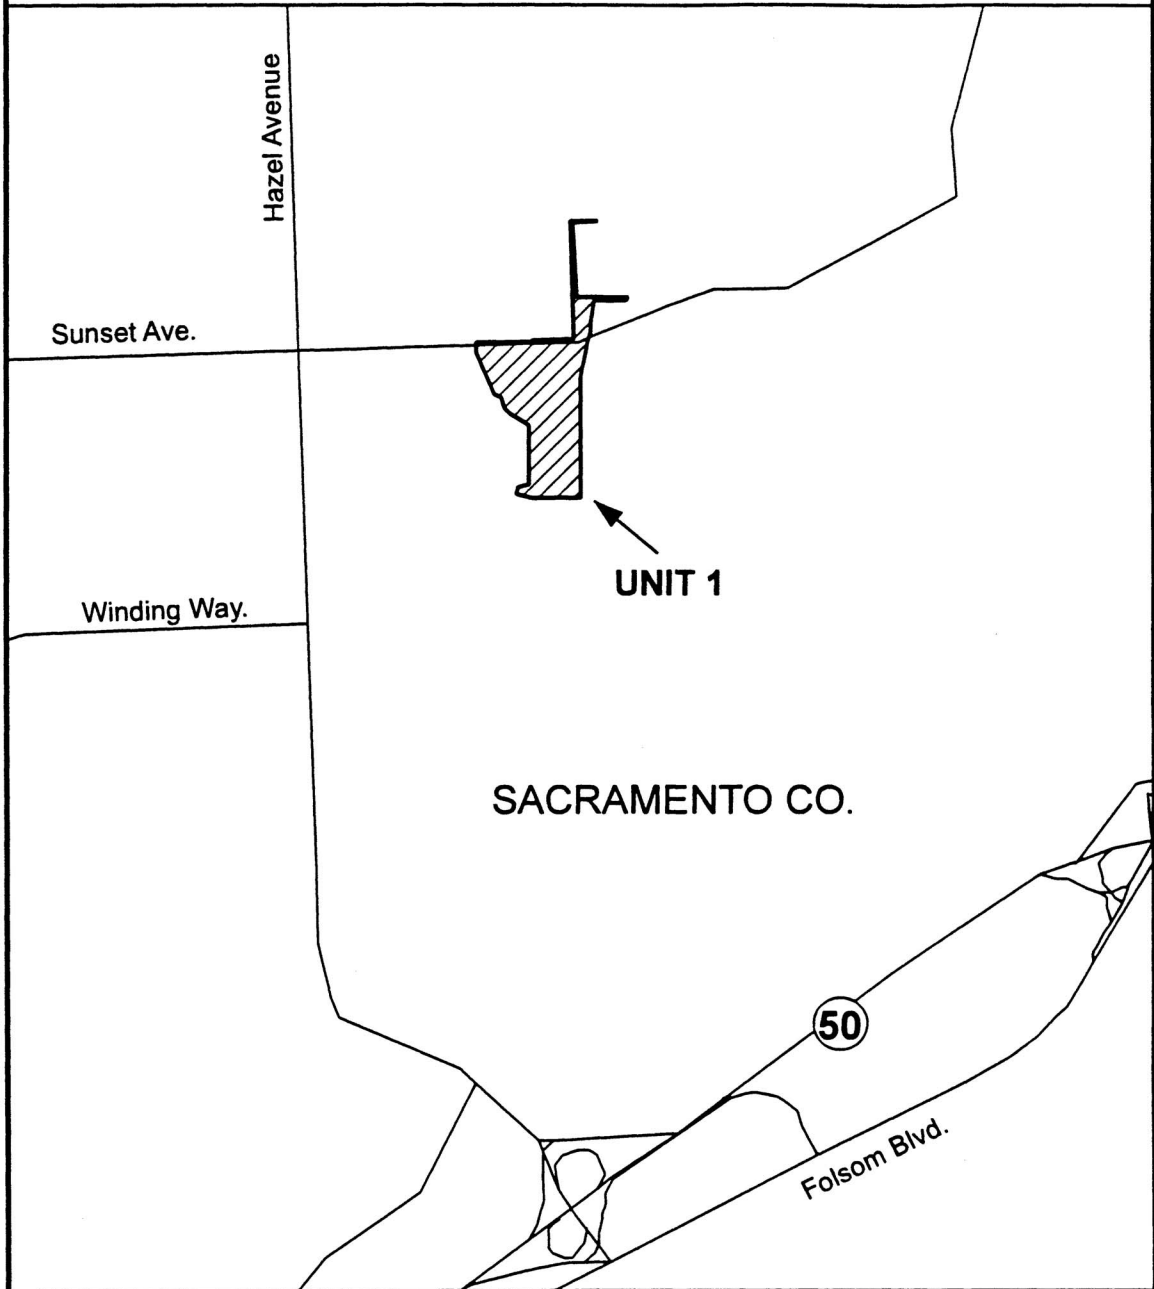 Hazel Avenue
Sunset Ave.
UNIT 1
Winding Way.
SACRAMENTO CO.
50
Folsom Blvd.